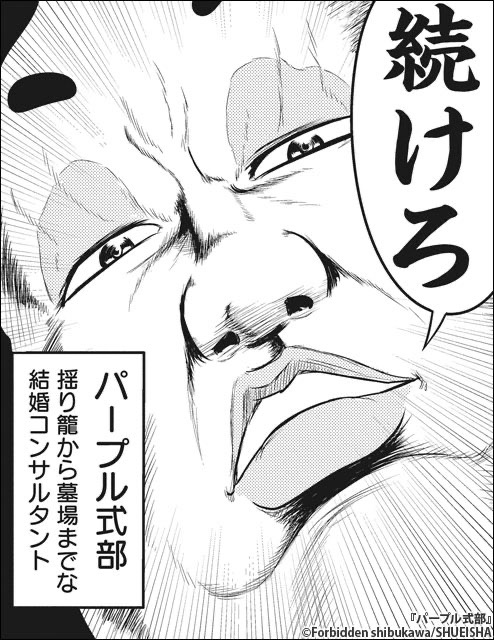 続けろ
パープル式部
揺り籠から墓場までな
結婚コンサルタント
『パープル式部』
©Forbidden shibukawa/SHUEISHA